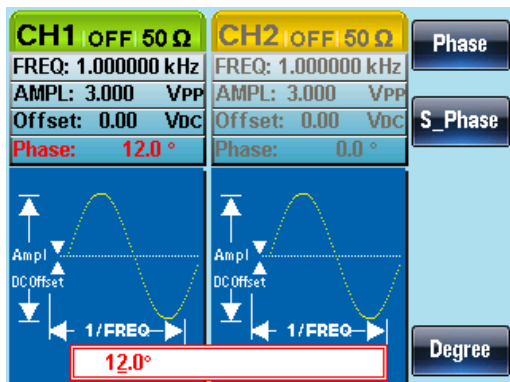 CH1 OFF 50 Ω
FREQ: 1.000000 kHz
AMPL: 3.000 VPP
Offset: 0.00 VDC
Phase: 12.0 °
CH2 OFF 50 Ω
FREQ: 1.000000 kHz
AMPL: 3.000 VPP
Offset: 0.00 VDC
Phase: 0.0 °
Phase
S_Phase
Ampl
DC Offset
1/FREQ
Ampl
DC Offset
1/FREQ
12.0°
Degree